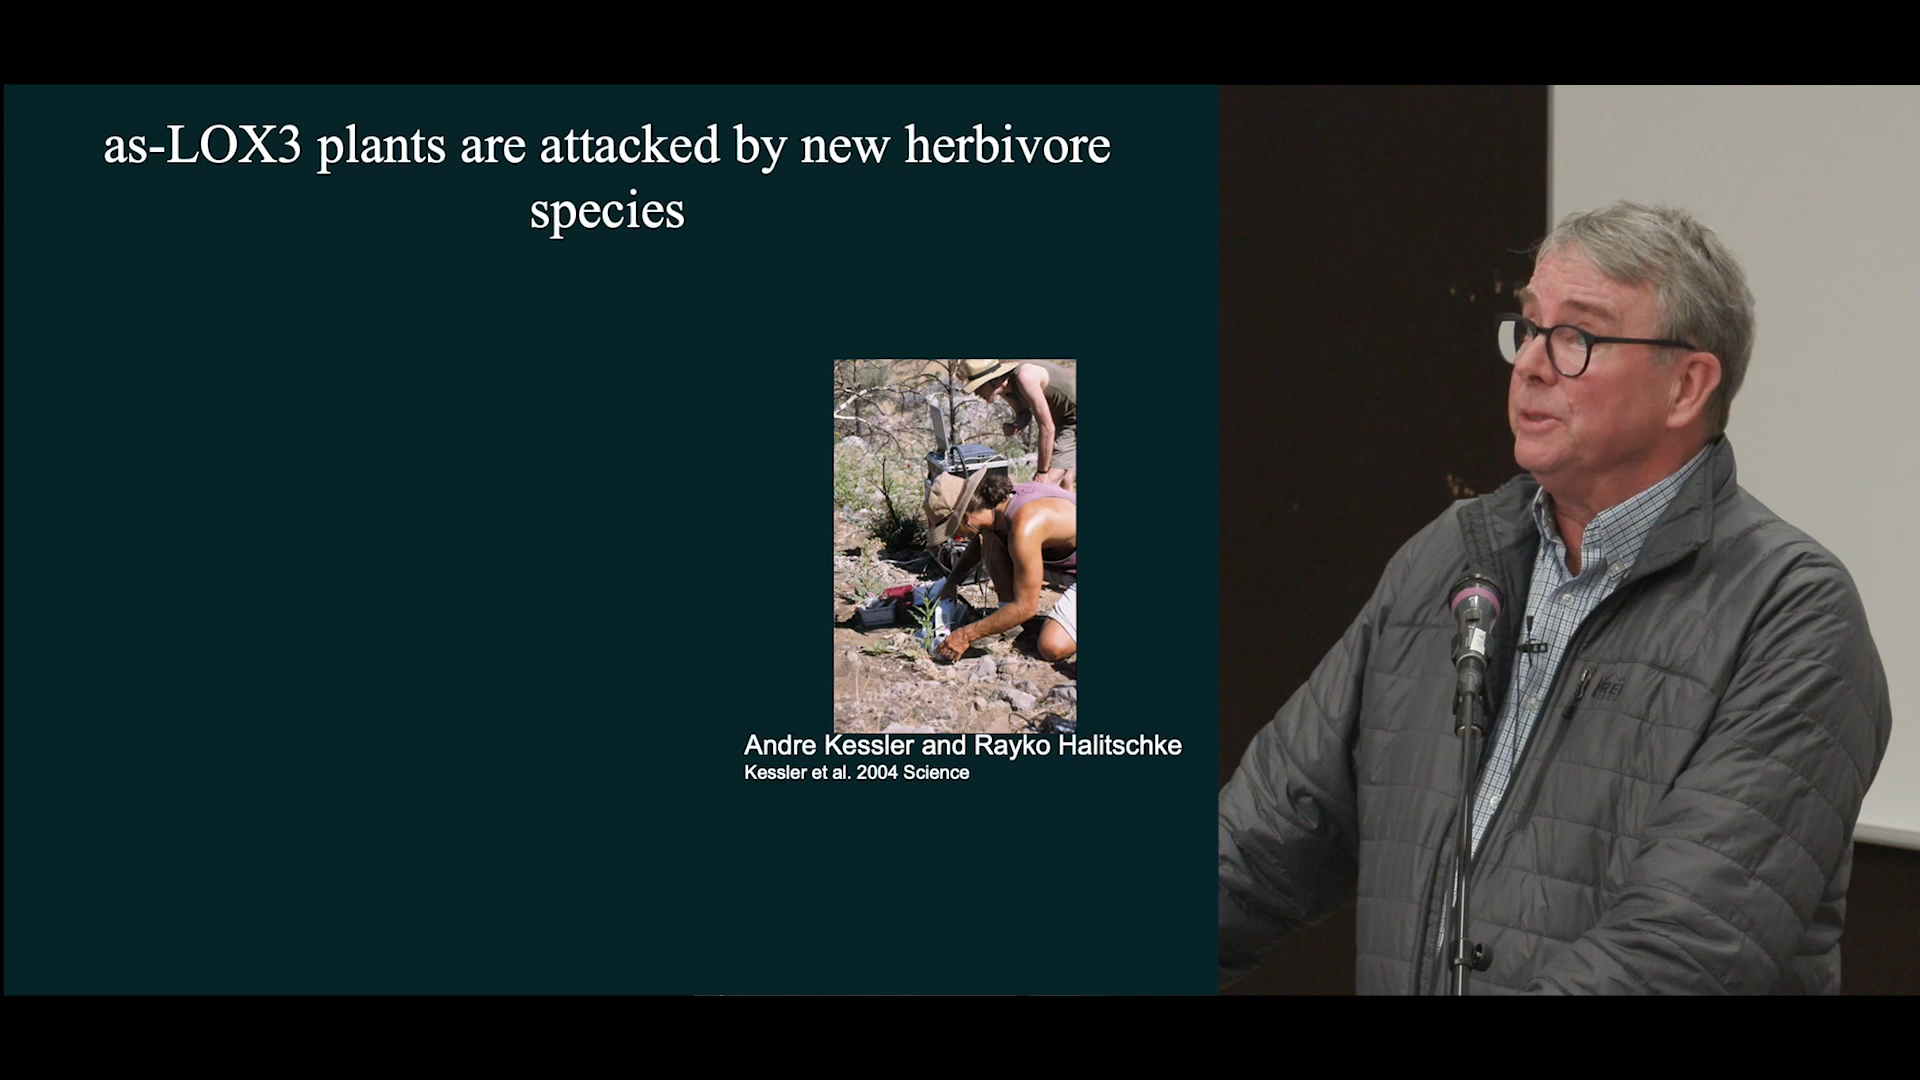 as-LOX3 plants are attacked by new herbivore
species
Andre Kessler and Rayko Halitschke
Kessler et al. 2004 Science
REI